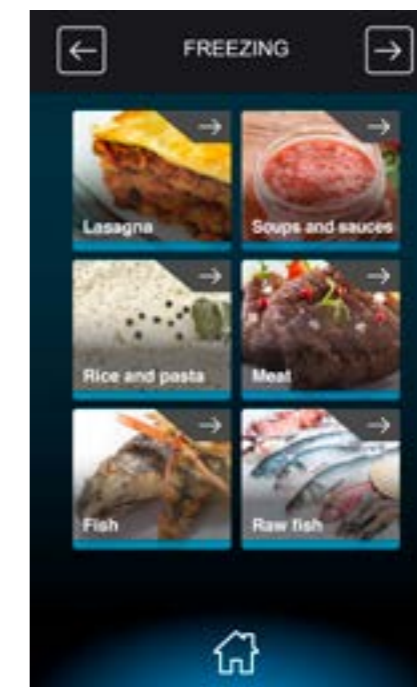 FREEZING
Lasagna
Soups and sauces
Rice and pasta
Meat
Fish
Raw fish